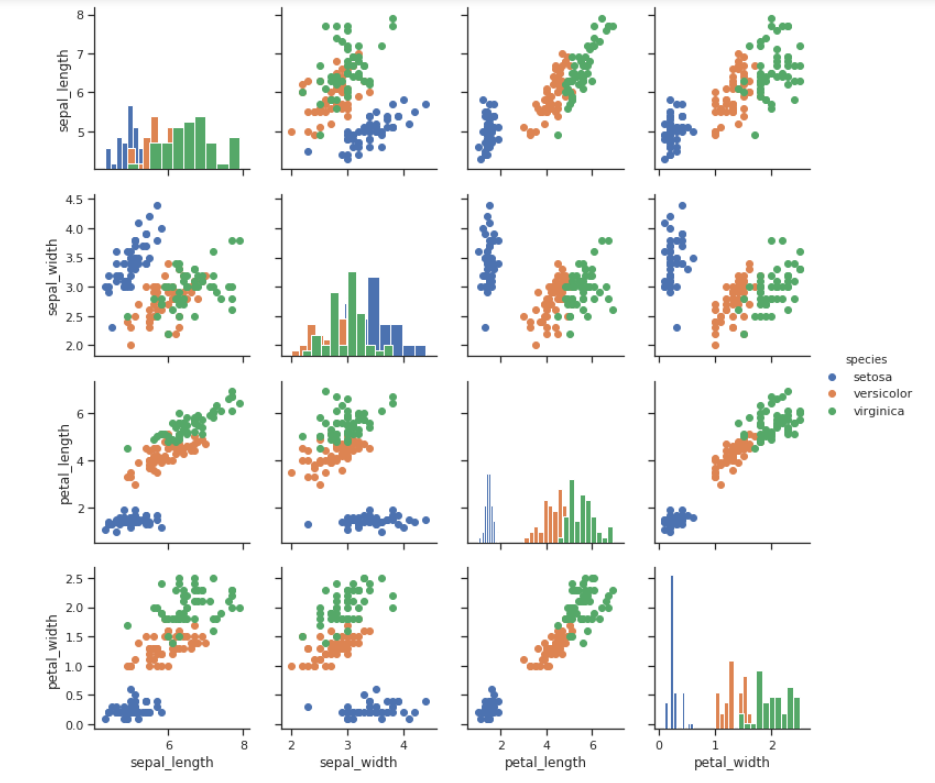 8
7
6
5
sepal_length
4.5
4.0
3.5
3.0
2.5
2.0
sepal_width
species
setosa
versicolor
virginica
6
4
2
petal_length
2.5
2.0
1.5
1.0
0.5
0.0
petal_width
6 8
2 3 4
2 4 6
0 1 2
sepal_length sepal_width petal_length petal_width